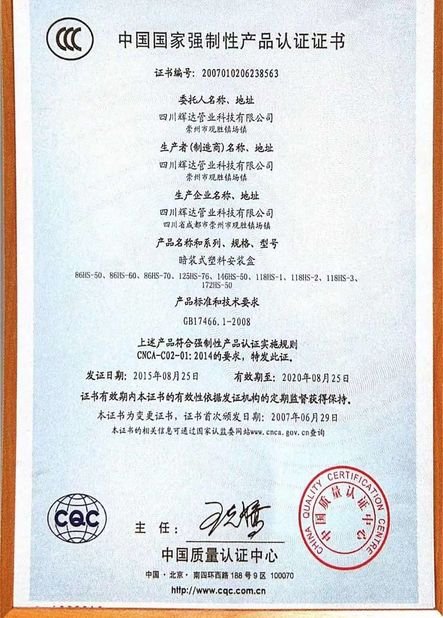 CCC
中国国家强制性产品认证证书
证书编号：2007010206238563
委托人名称、地址
四川辉达管业科技有限公司
崇州市观胜镇场镇
生产者(制造商)名称、地址
四川辉达管业科技有限公司
崇州市观胜镇场镇
生产企业名称、地址
四川辉达管业科技有限公司
四川省成都市崇州市观胜镇场镇
产品名称和系列、规格、型号
暗装式塑料安装盒
86HS-50、86HS-60、86HS-70、125HS-76、146HS-50、118HS-1、118HS-2、118HS-3、
172HS-50
产品标准和技术要求
GB17466.1-2008
上述产品符合强制性产品认证实施规则
CNCA-C02-01:2014的要求，特发此证。
发证日期：2015年08月25日 有效期至：2020年08月25日
证书有效期内本证书的有效性依据发证机构的定期监督获得保持。
本证书为变更证书，证书首次颁发日期：2007年06月29日
本证书的相关信息可通过国家认监委网站www.cnca.gov.cn查询
CQC
主任：
CHINA QUALITY CERTIFICATION CENTRE
中国质量认证中心
中国质量认证中心
中国·北京·南四环西路188号9区 100070
http://www.cqc.com.cn